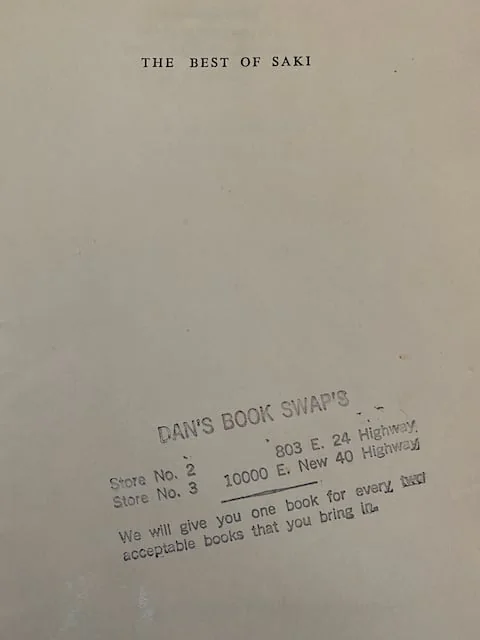 THE BEST OF SAKI
DAN'S BOOK SWAP'S
Store No. 2 803 E. 24 Highway
Store No. 3 10000 E. New 40 Highway
We will give you one book for every two
acceptable books that you bring in.